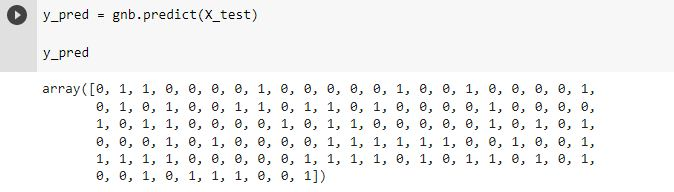 y_pred = gnb.predict(X_test)
y_pred
array([0, 1, 1, 0, 0, 0, 0, 1, 0, 0, 0, 0, 0, 1, 0, 0, 1, 0, 0, 0, 0, 1,
0, 1, 0, 1, 0, 0, 1, 1, 0, 1, 1, 0, 1, 0, 0, 0, 0, 1, 0, 0, 0, 0,
1, 0, 1, 1, 0, 0, 0, 0, 1, 0, 1, 1, 0, 0, 0, 0, 0, 1, 0, 1, 0, 1,
0, 0, 0, 1, 0, 1, 0, 0, 0, 0, 1, 1, 1, 1, 1, 1, 0, 0, 1, 0, 0, 1, 1,
1, 1, 1, 1, 0, 0, 0, 0, 0, 1, 1, 1, 1, 0, 1, 0, 1, 1, 0, 1, 0, 1,
0, 0, 1, 0, 1, 1, 1, 0, 0, 1])